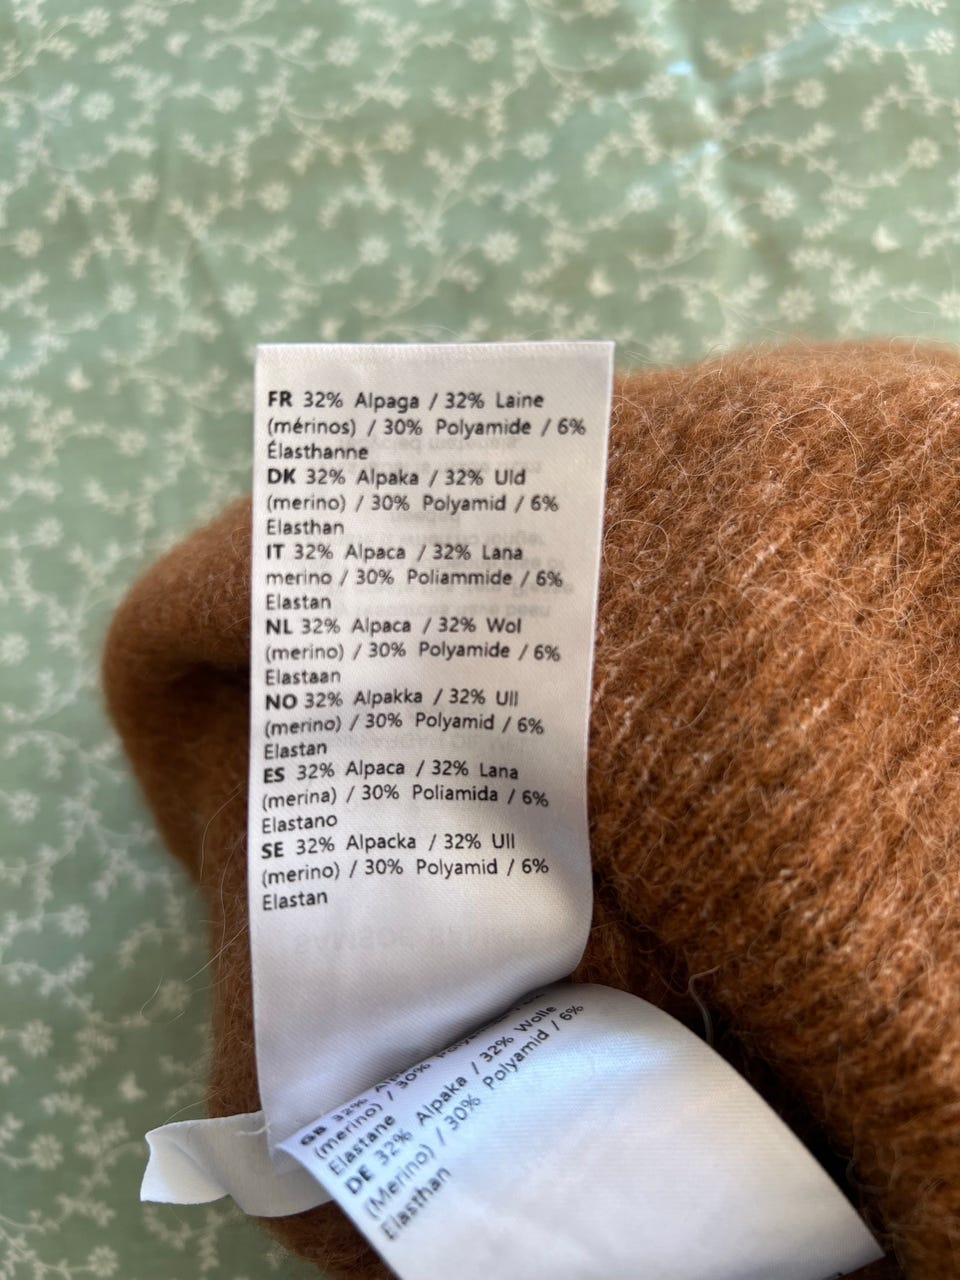 FR 32% Alpaga / 32% Laine
(mérinos) / 30% Polyamide / 6%
Élasthanne
DK 32% Alpaka / 32% Uld
(merino) / 30% Polyamid / 6%
Elasthan
IT 32% Alpaca / 32% Lana
merino / 30% Poliammide / 6%
Elastan
NL 32% Alpaca / 32% Wol
(merino) / 30% Polyamide / 6%
Elastaan
NO 32% Alpakka / 32% Ull
(merino) / 30% Polyamid / 6%
Elastan
ES 32% Alpaca / 32% Lana
(merina) / 30% Poliamida / 6%
Elastano
SE 32% Alpacka / 32% Ull
(merino) / 30% Polyamid / 6%
Elastan
GB 32%
(merino) / 30%
Elastane
DE 32% Alpaka / 32% Wolle
(Merino) / 30% Polyamid / 6%
Elasthan